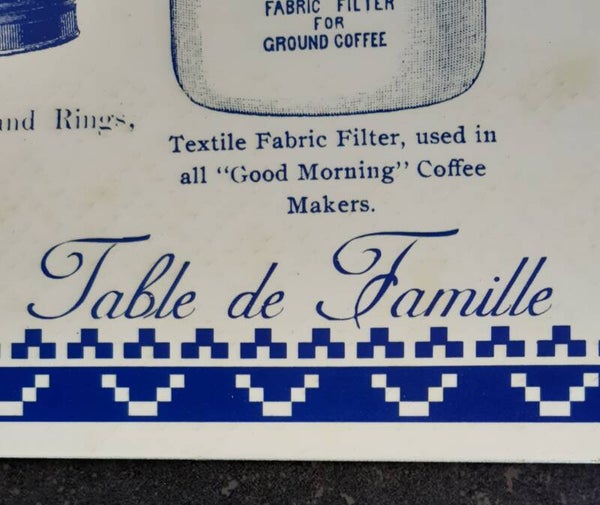 FABRIC FILTER
FOR
GROUND COFFEE
and Rings,
Textile Fabric Filter, used in
all “Good Morning” Coffee
Makers.
Table de Famille